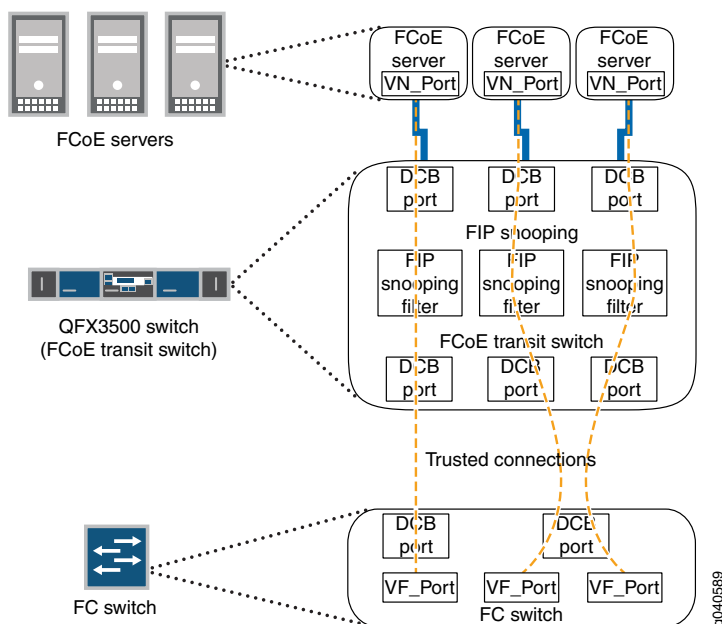 FCoE FCoE FCoE
server server server
VN_Port VN_Port VN_Port
FCoE servers
DCB DCB DCB
port port port
FIP snooping
FIP FIP FIP
snooping snooping snooping
filter filter filter
QFX3500 switch
(FCoE transit switch)
FCoE transit switch
DCB DCB DCB
port port port
Trusted connections
DCB DCB
port port
VF_Port VF_Port VF_Port
FC switch
FC switch
g040589